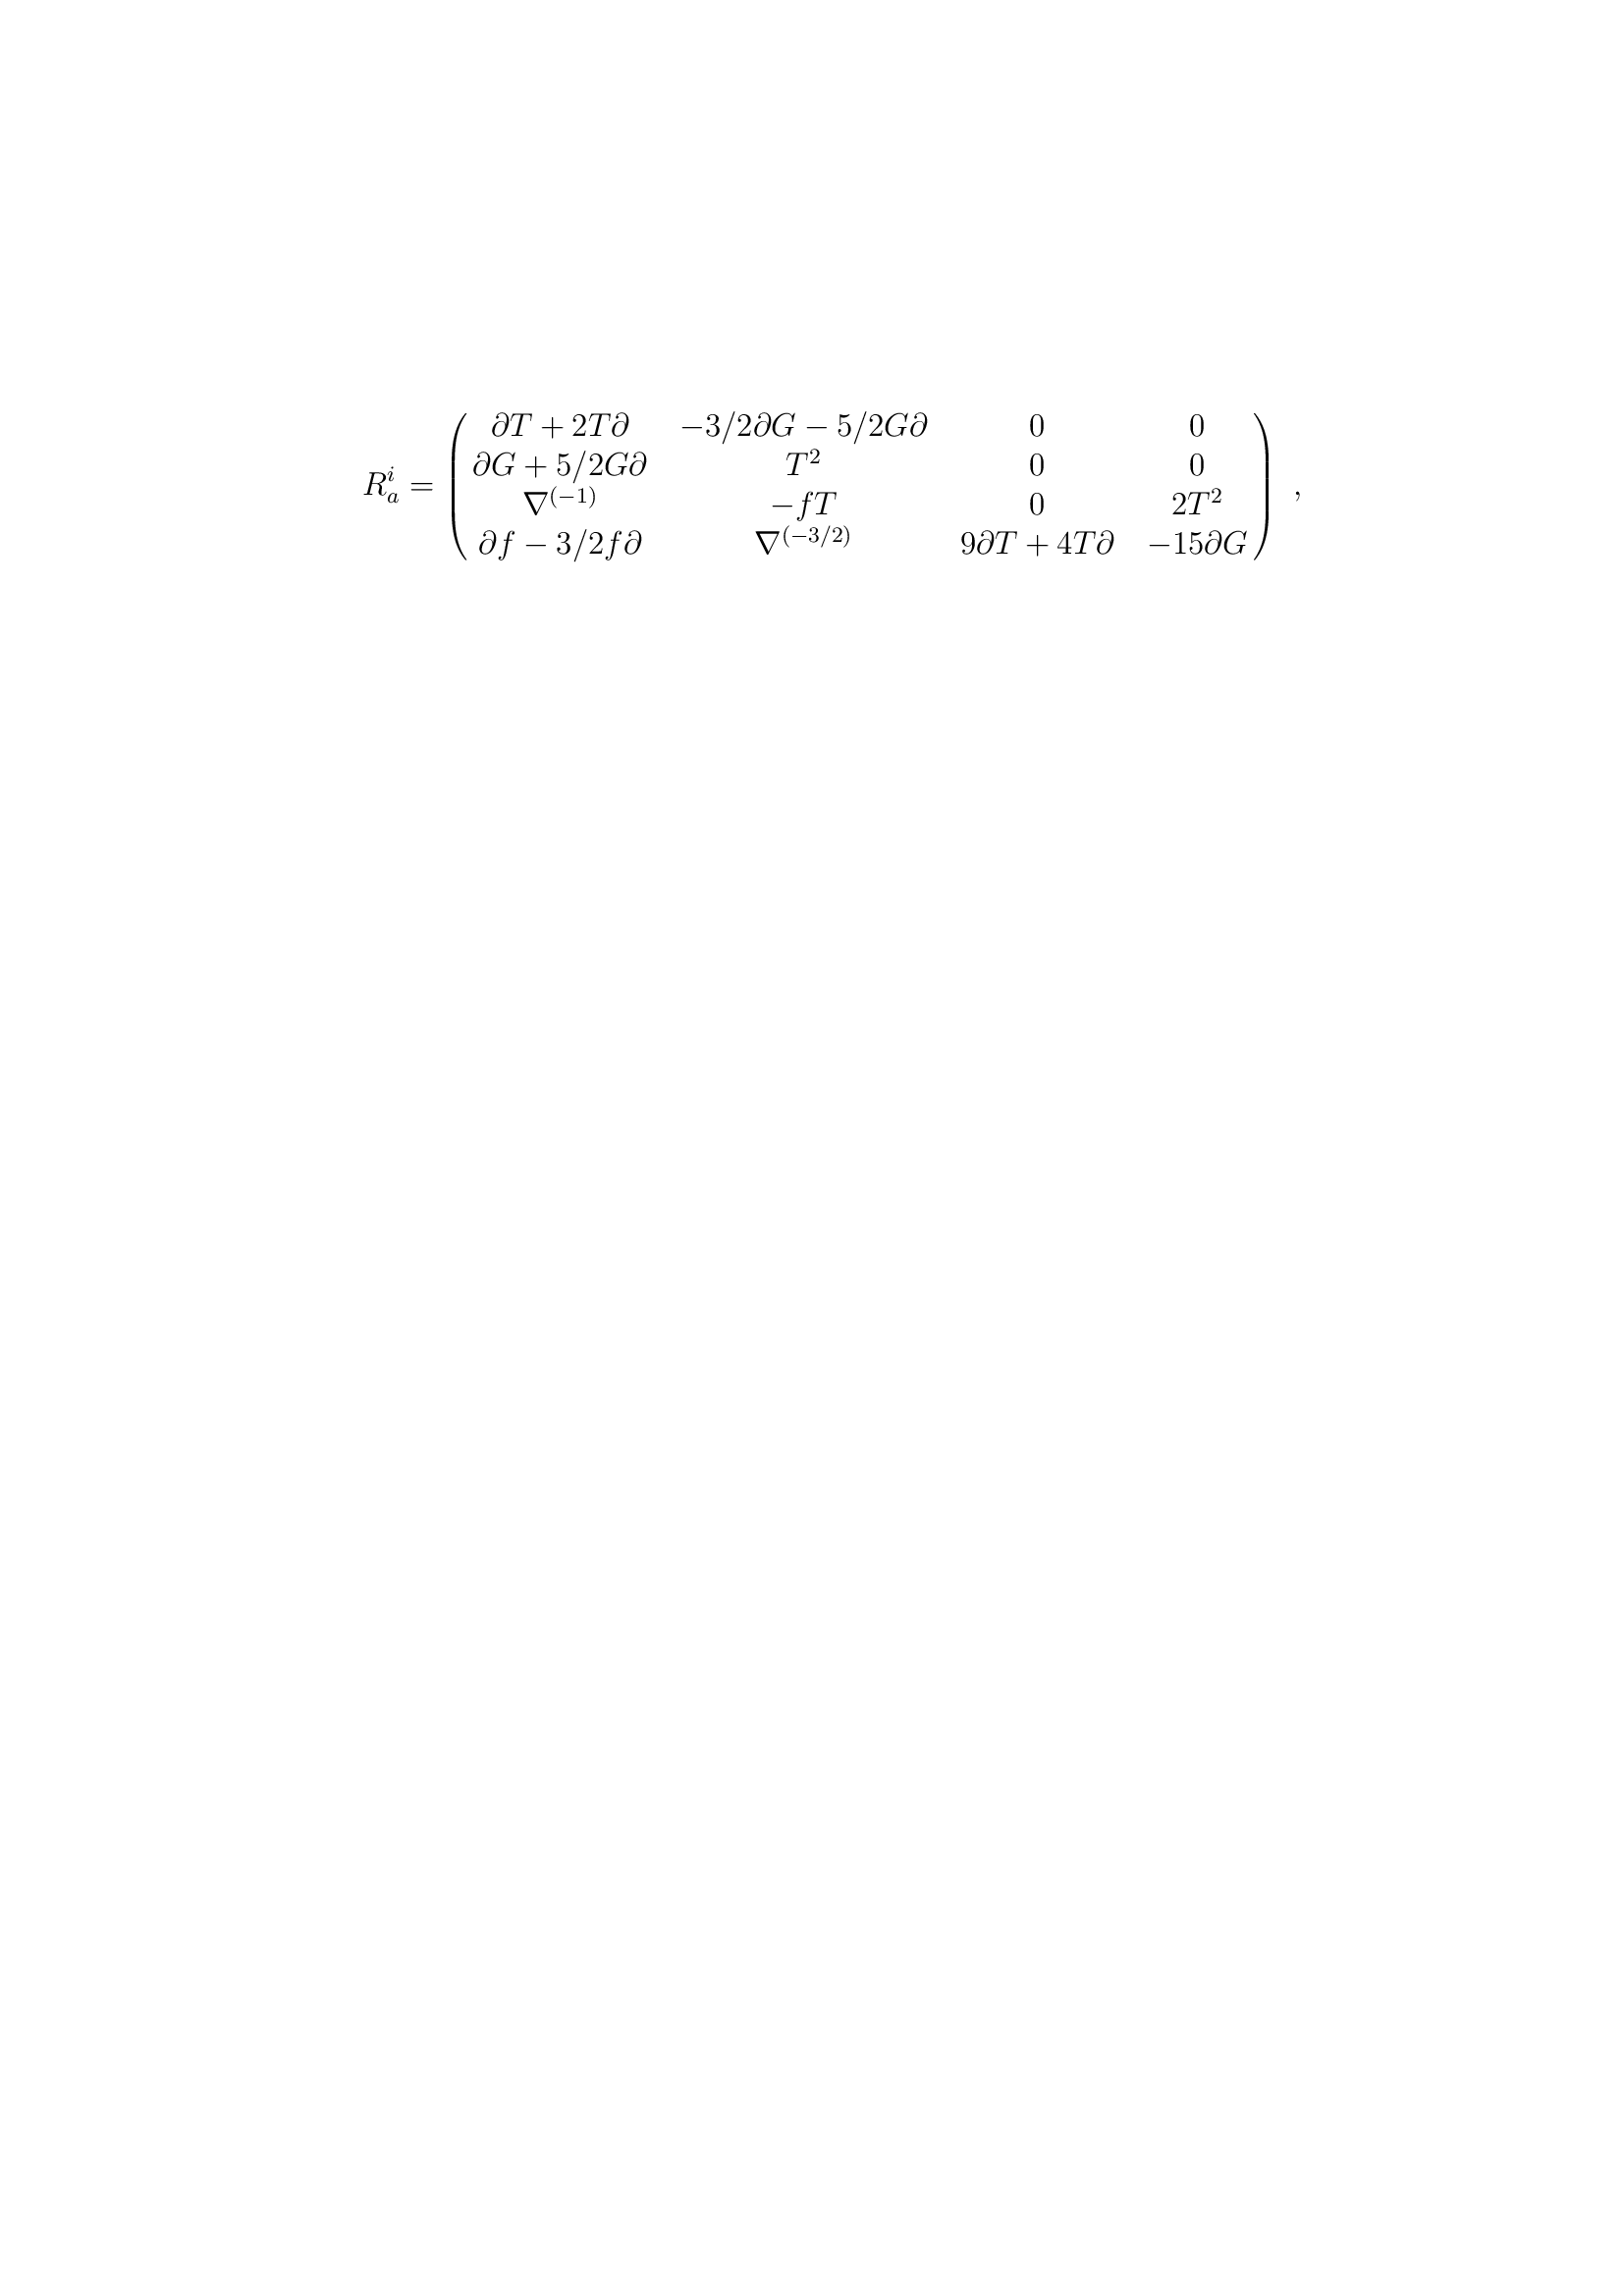 R_a^i = \begin{pmatrix} \partial T + 2T\partial & -3/2\partial G - 5/2G\partial & 0 & 0 \\ \partial G + 5/2G\partial & T^2 & 0 & 0 \\ \nabla^{(-1)} & -fT & 0 & 2T^2 \\ \partial f - 3/2f\partial & \nabla^{(-3/2)} & 9\partial T + 4T\partial & -15\partial G \end{pmatrix} \ ,